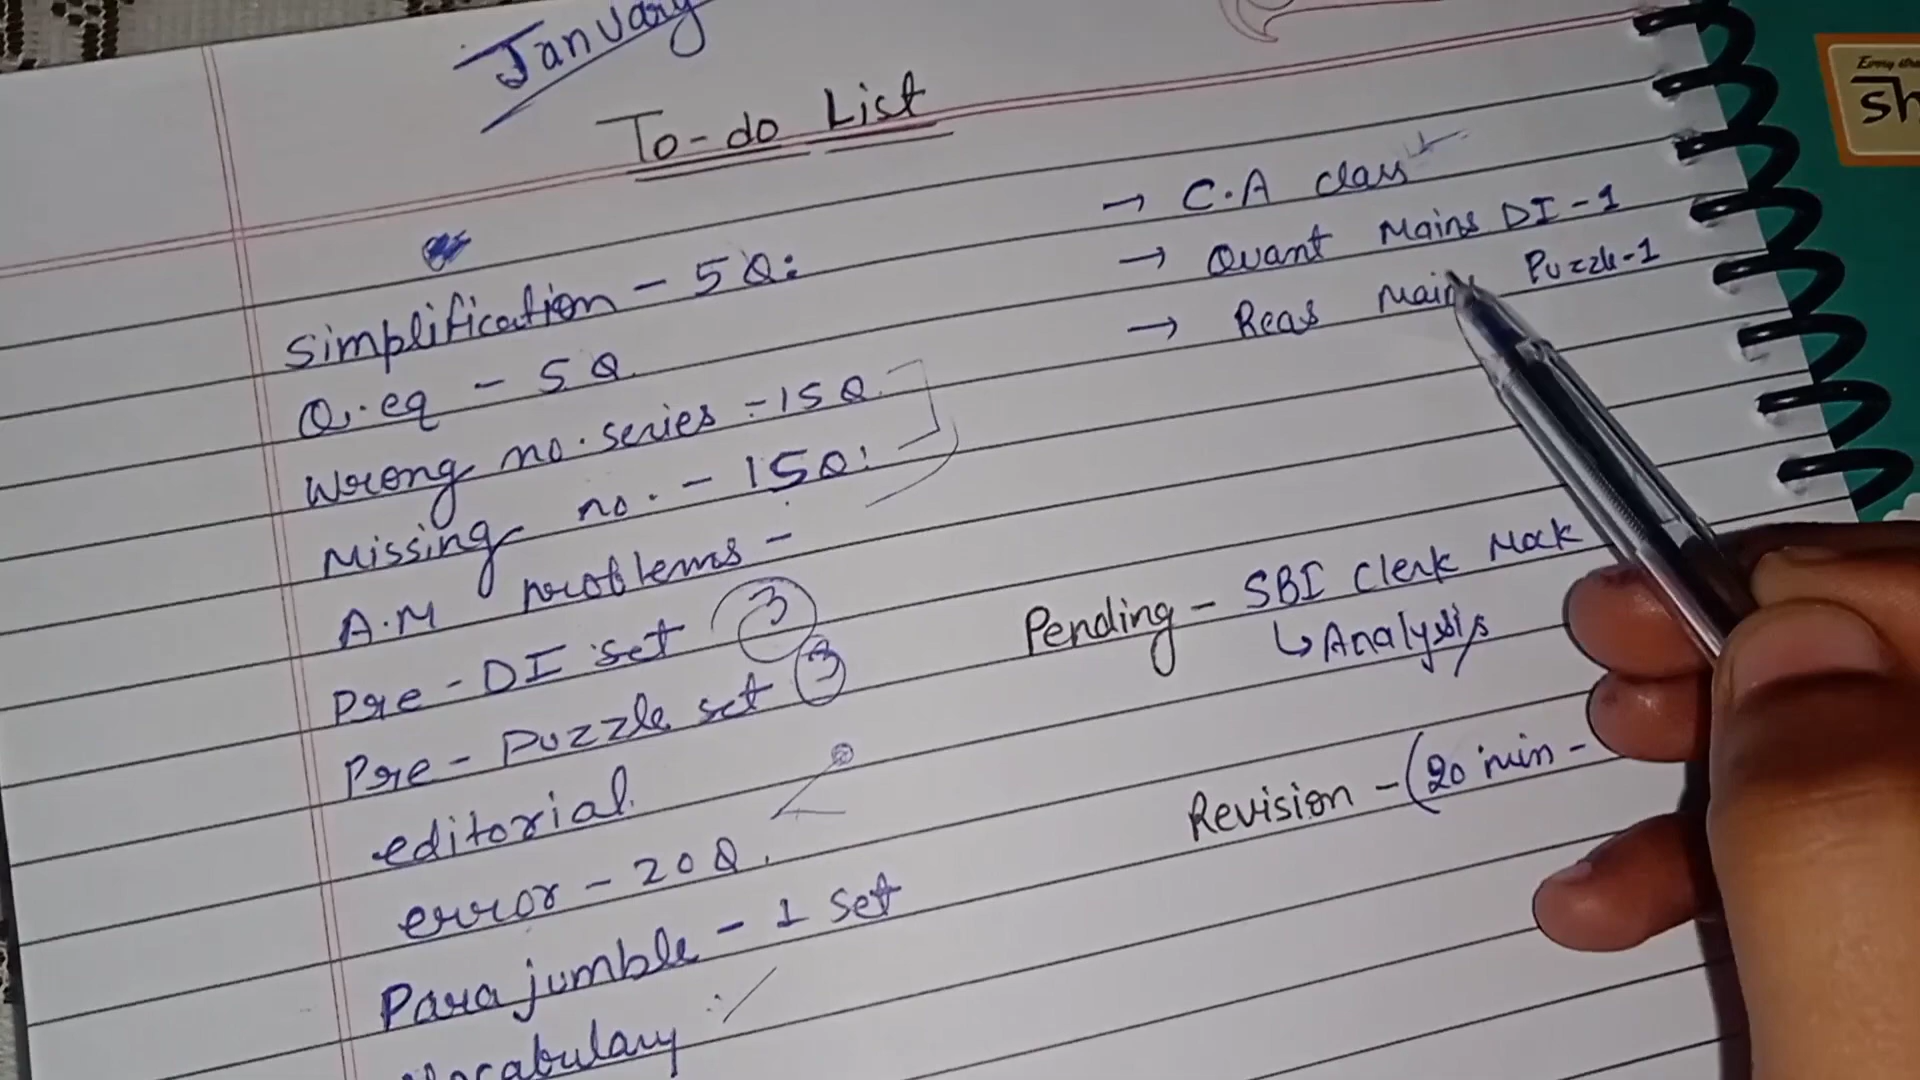 January
To-do List
Simplification - 5Q.
Q.eq - 5Q.
Wrong no. series - 15Q.
Missing no. - 15Q.
A.M problems -
Pre - DI set 3
Pre - Puzzle set 3
editorial
error - 20Q.
Para jumble - 1 set
Vocabulary
→ C.A class
→ Quant Mains DI - 1
→ Reas Mains Puzzle - 1
Pending - SBI Clerk Mock
↳ Analysis
Revision - (20 min -